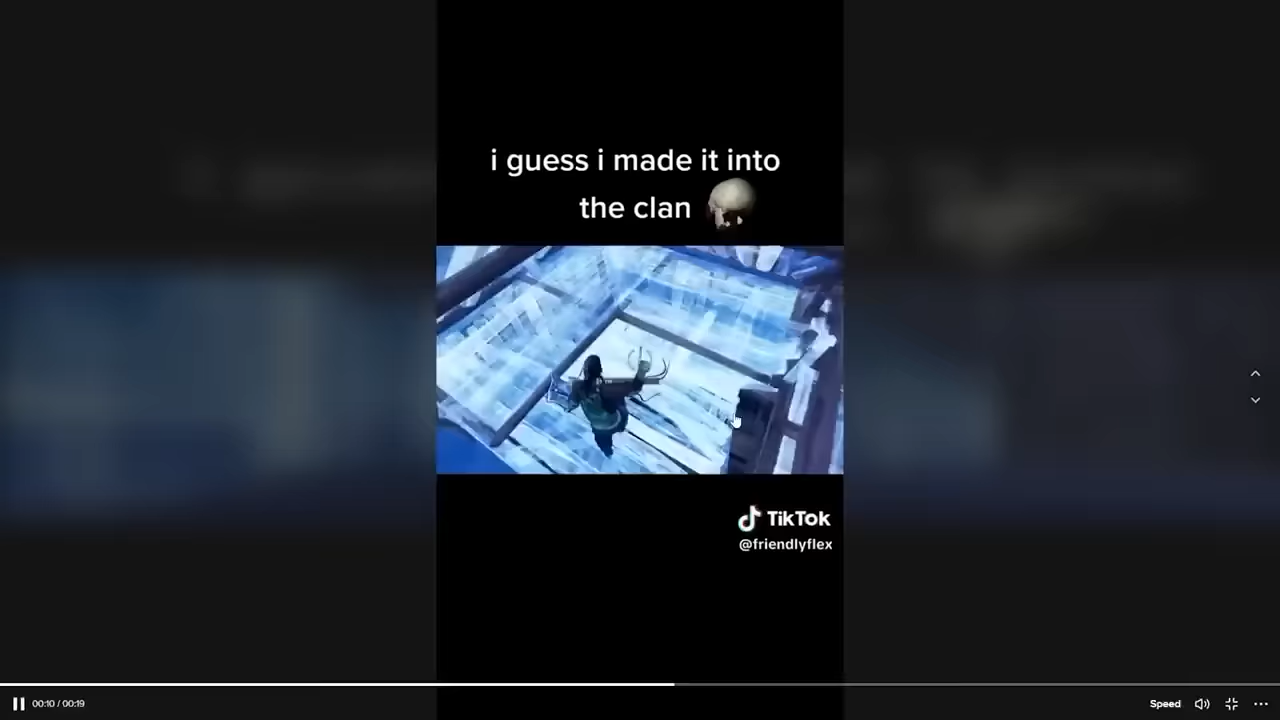 i guess i made it into
the clan
TikTok
@friendlyflex
00:10 / 00:19
Speed